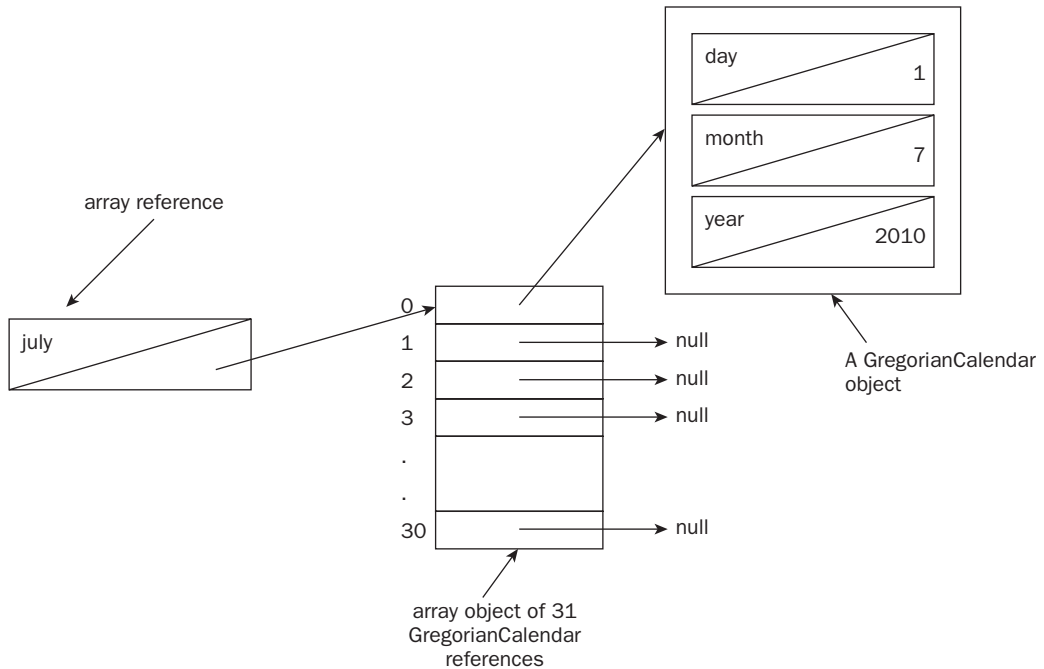 day
1
month
7
year
2010
array reference
july
0
1
null
2
null
3
null
.
.
30
null
A GregorianCalendar
object
array object of 31
GregorianCalendar
references